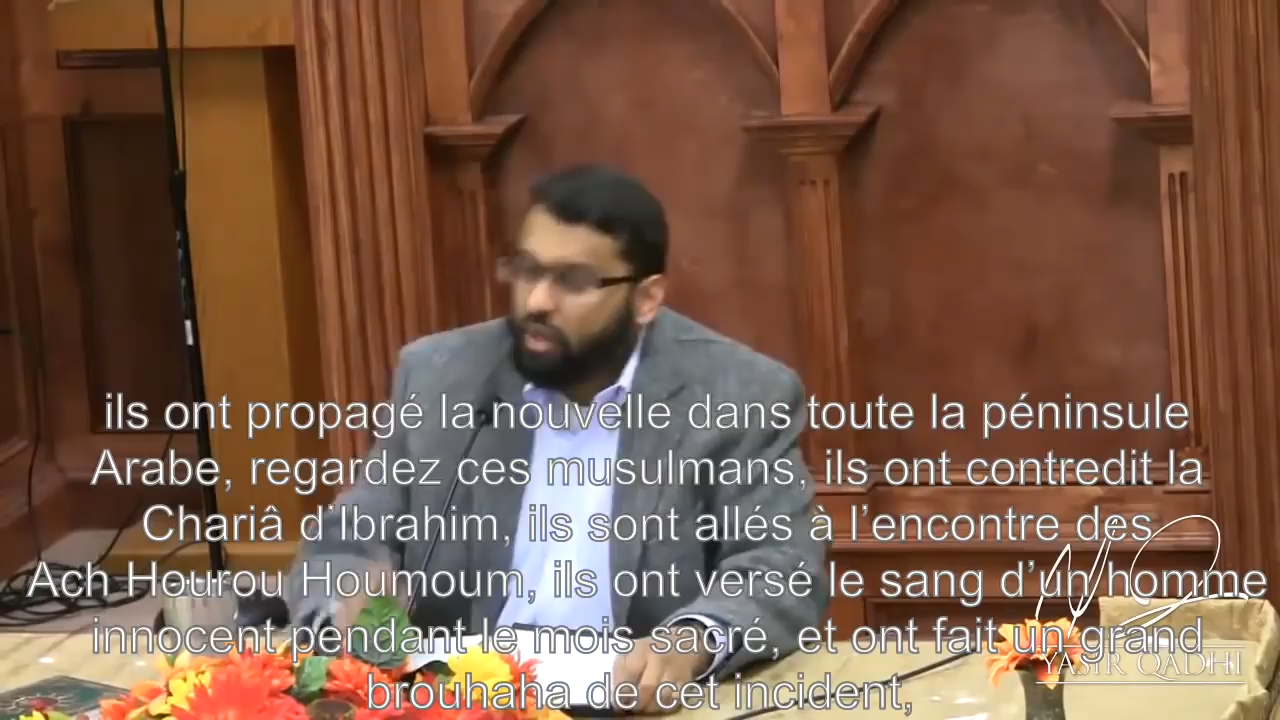 ils ont propagé la nouvelle dans toute la péninsule
Arabe, regardez ces musulmans, ils ont contredit la
Chariâ d’Ibrahim, ils sont allés à l’encontre des
Ach Hourou Houmoum, ils ont versé le sang d’un homme
innocent pendant le mois sacré, et ont fait un grand
brouhaha de cet incident,
YASIR QADHI